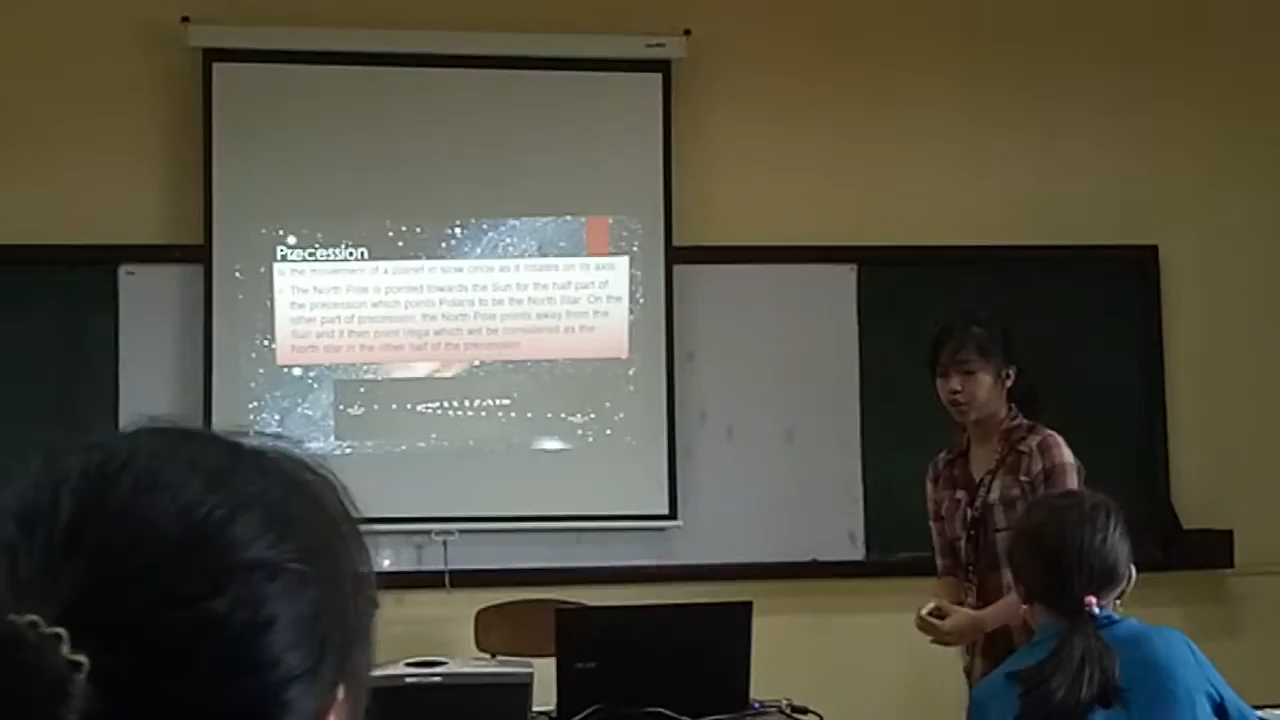 Precession
is the movement of a planet in slow circle as it rotates on its axis.
The North Pole is pointed towards the Sun for the half part of
the precession which points Polaris to be the North Star. On the
other part of precession, the North Pole points away from the
Sun and it then point Vega which will be considered as the
North star in the other half of the precession.
acer